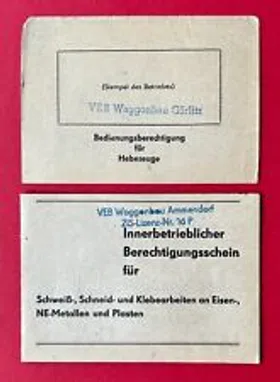 (Stempel des Betriebes)
VEB Waggonbau Görlitz
Bedienungsberechtigung
für
Hebezeuge
VEB Waggonbau Ammendorf
ZIS-Lizenz-Nr. 16 P
Innerbetrieblicher
Berechtigungsschein
für
Schweiß-, Schneid- und Klebearbeiten an Eisen-,
NE-Metallen und Plasten